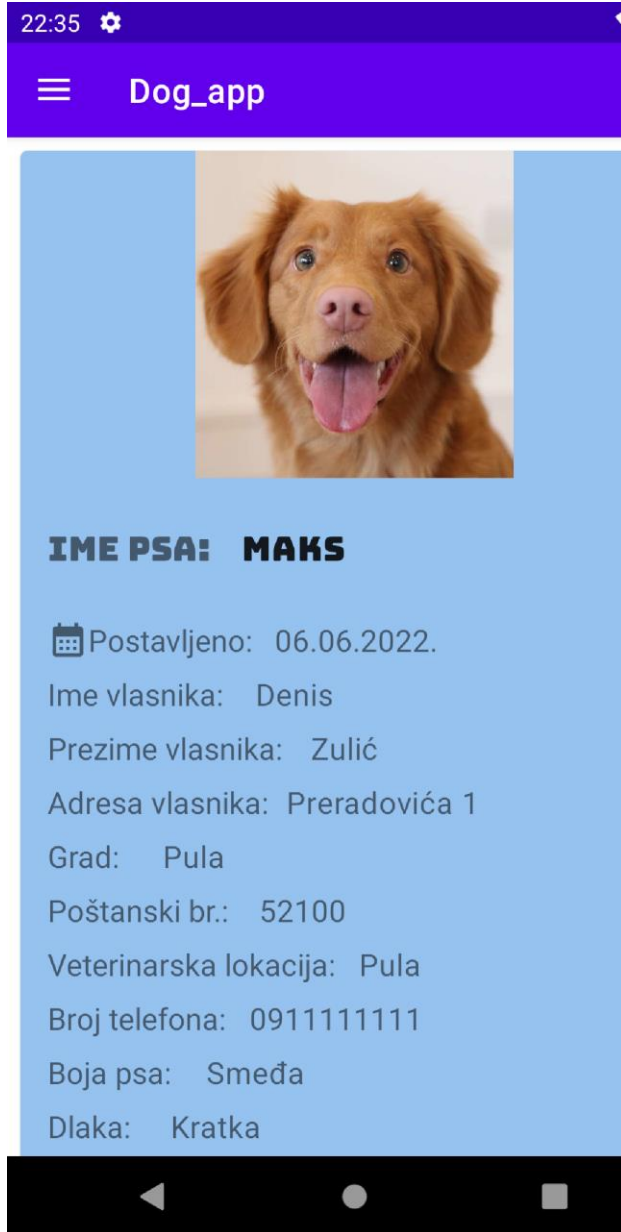 22:35
Dog_app
IME PSA: MAKS
Postavljeno: 06.06.2022.
Ime vlasnika: Denis
Prezime vlasnika: Zulić
Adresa vlasnika: Preradovića 1
Grad: Pula
Poštanski br.: 52100
Veterinarska lokacija: Pula
Broj telefona: 0911111111
Boja psa: Smeđa
Dlaka: Kratka